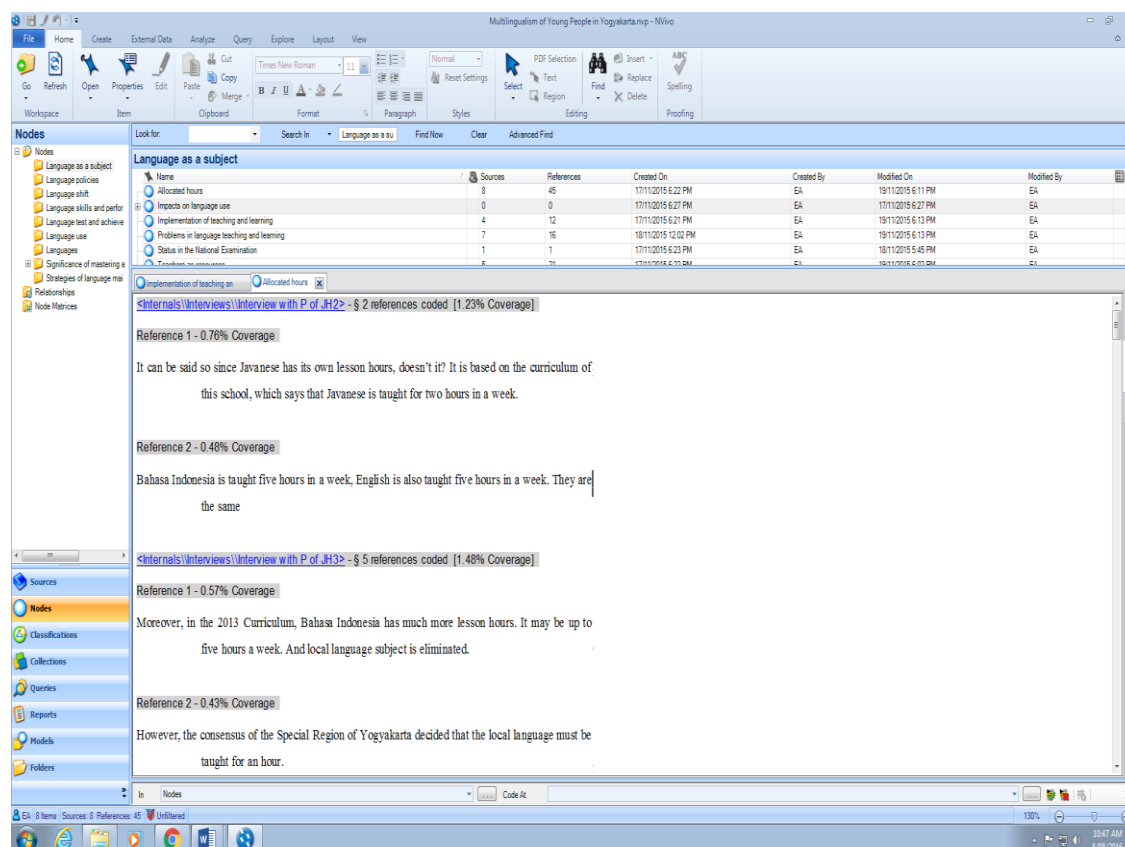 Multilingualism of Young People in Yogyakarta.nvp - NVivo
File Home Create External Data Analyze Query Explore Layout View
Go Refresh Open Properties Edit Paste Cut Copy Merge Times New Roman 11 B I U A Normal Reset Settings Select PDF Selection Text Region Find Insert Replace Delete ABC Spelling
Workspace Item Clipboard Format Paragraph Styles Editing Proofing
Nodes
Look for: Search In Language as a su Find Now Clear Advanced Find
Nodes
Language as a subject
Language policies
Language shift
Language skills and perfor
Language test and achieve
Language use
Languages
Significance of mastering a
Strategies of language mai
Relationships
Node Matrices
Language as a subject
Name Sources References Created On Created By Modified On Modified By
Allocated hours 8 45 17/11/2015 6:22 PM EA 19/11/2015 6:11 PM EA
Impacts on language use 0 0 17/11/2015 6:27 PM EA 17/11/2015 6:27 PM EA
Implementation of teaching and learning 4 12 17/11/2015 6:21 PM EA 19/11/2015 6:13 PM EA
Problems in language teaching and learning 7 16 18/11/2015 12:02 PM EA 19/11/2015 6:13 PM EA
Status in the National Examination 1 1 17/11/2015 6:23 PM EA 18/11/2015 5:45 PM EA
Implementation of teaching an Allocated hours
<Internals\\Interviews\\Interview with P of JH2> - § 2 references coded [1.23% Coverage]
Reference 1 - 0.76% Coverage
It can be said so since Javanese has its own lesson hours, doesn't it? It is based on the curriculum of
this school, which says that Javanese is taught for two hours in a week.
Reference 2 - 0.48% Coverage
Bahasa Indonesia is taught five hours in a week, English is also taught five hours in a week. They are
the same
<Internals\\Interviews\\Interview with P of JH3> - § 5 references coded [1.48% Coverage]
Reference 1 - 0.57% Coverage
Moreover, in the 2013 Curriculum, Bahasa Indonesia has much more lesson hours. It may be up to
five hours a week. And local language subject is eliminated.
Reference 2 - 0.43% Coverage
However, the consensus of the Special Region of Yogyakarta decided that the local language must be
taught for an hour.
Sources
Nodes
Classifications
Collections
Queries
Reports
Models
Folders
In Nodes ... Code At ...
EA 8 Items Sources: 8 References: 45 Unfiltered 130%
10:47 AM